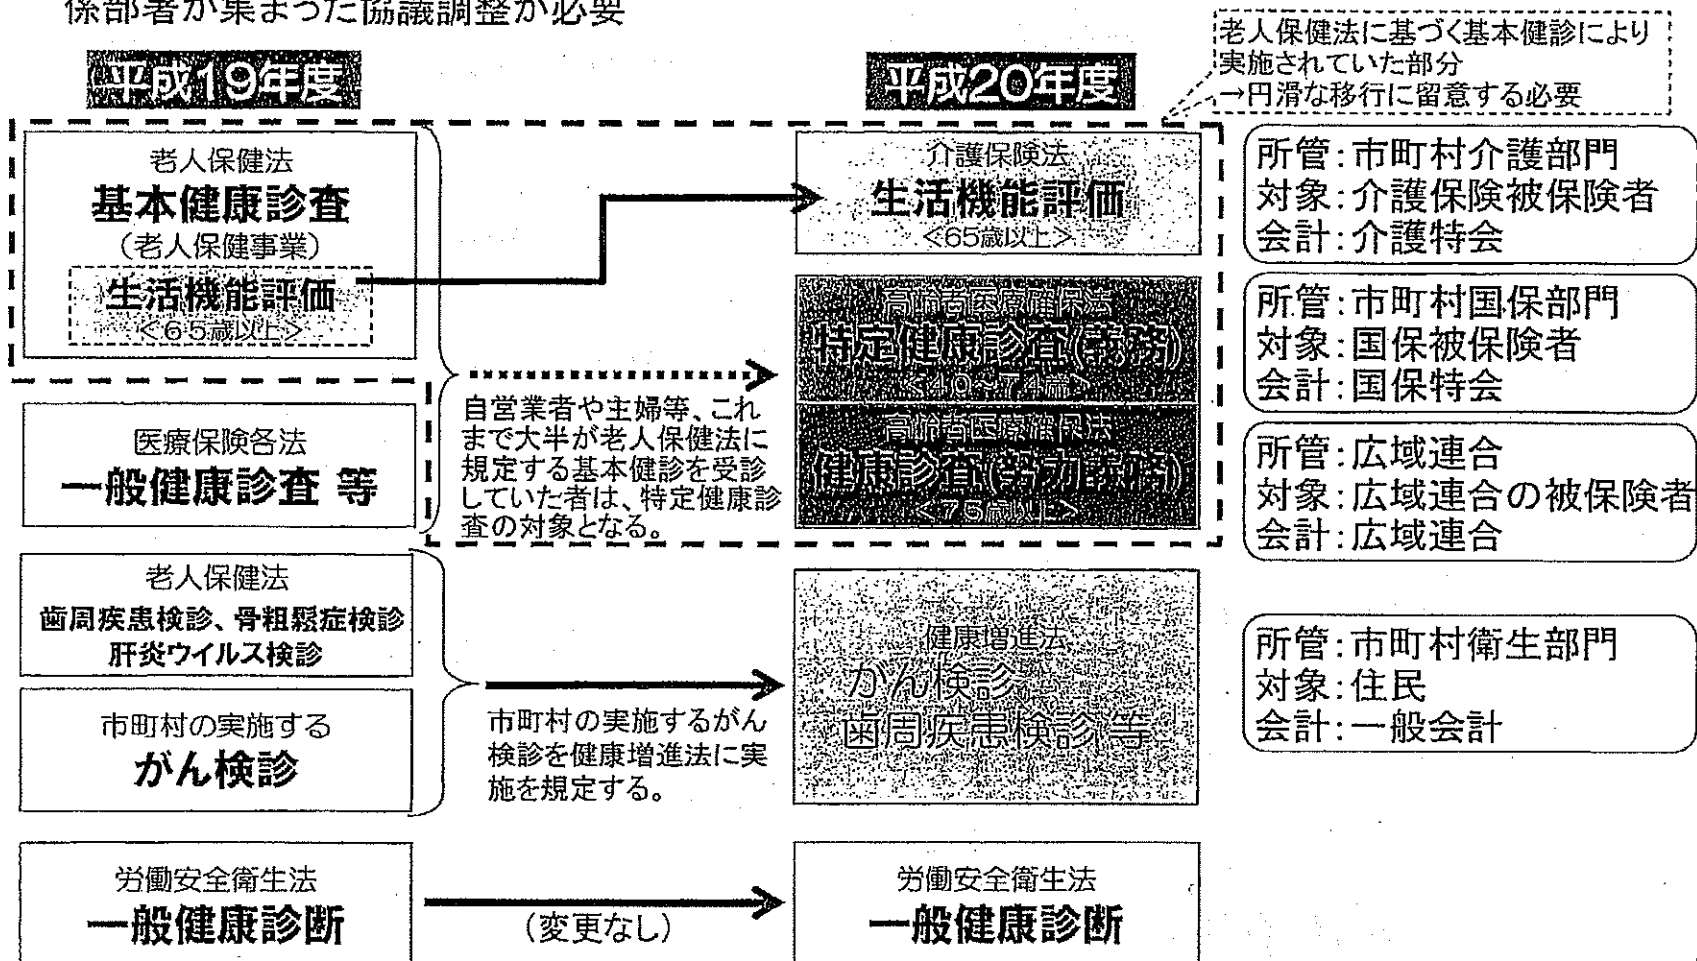 係部署が集まった協議調整が必要
平成19年度
平成20年度
老人保健法に基づく基本健診により
実施されていた部分
→円滑な移行に留意する必要
老人保健法
基本健康診査
(老人保健事業)
生活機能評価
<65歳以上>
医療保険各法
一般健康診査 等
自営業者や主婦等、これ
まで大半が老人保健法に
規定する基本健診を受診
していた者は、特定健康診
査の対象となる。
介護保険法
生活機能評価
<65歳以上>
高齢者医療確保法
特定健康診査(義務)
<40~74歳>
高齢者医療確保法
健康診査(努力義務)
<75歳以上>
所管:市町村介護部門
対象:介護保険被保険者
会計:介護特会
所管:市町村国保部門
対象:国保被保険者
会計:国保特会
所管:広域連合
対象:広域連合の被保険者
会計:広域連合
老人保健法
歯周疾患検診、骨粗鬆症検診
肝炎ウイルス検診
市町村の実施する
がん検診
市町村の実施するがん
検診を健康増進法に実
施を規定する。
健康増進法
がん検診
歯周疾患検診 等
所管:市町村衛生部門
対象:住民
会計:一般会計
労働安全衛生法
一般健康診断
(変更なし)
労働安全衛生法
一般健康診断